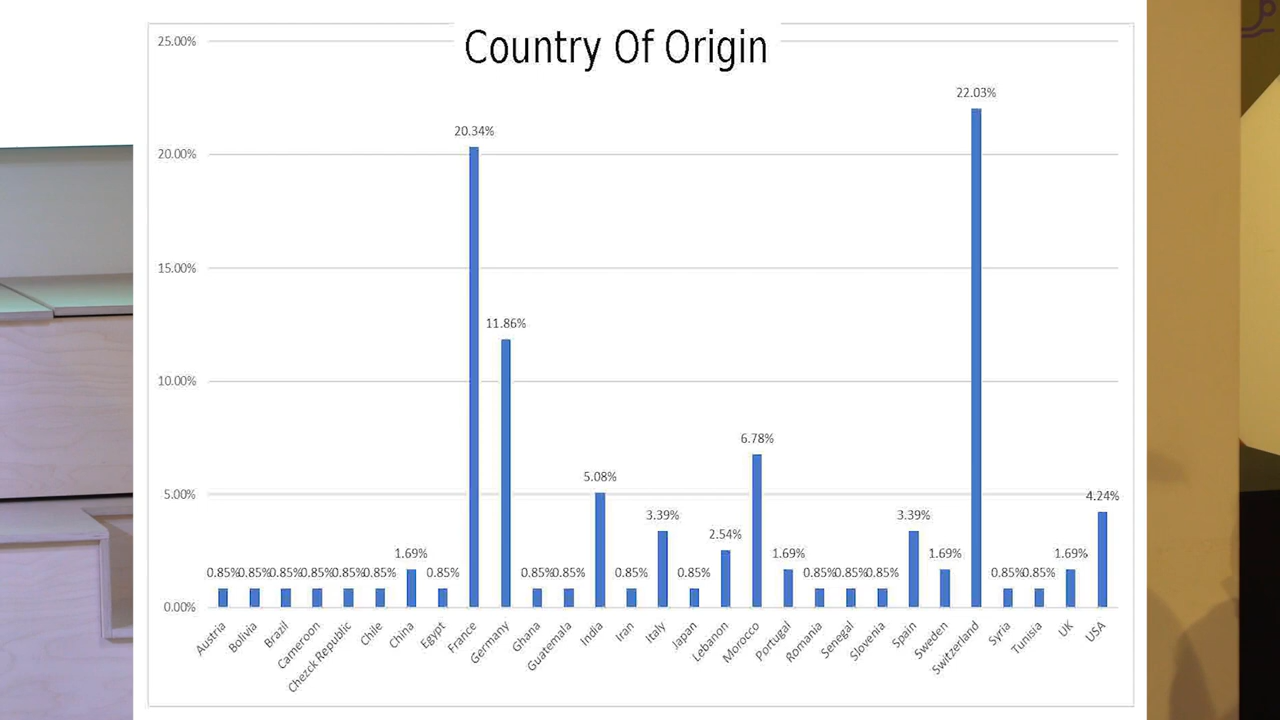 Country Of Origin
25.00%
20.00%
15.00%
10.00%
5.00%
0.00%
0.85%
0.85%
0.85%
0.85%
0.85%
0.85%
1.69%
0.85%
20.34%
11.86%
0.85%
0.85%
5.08%
0.85%
3.39%
0.85%
2.54%
6.78%
1.69%
0.85%
0.85%
0.85%
3.39%
1.69%
22.03%
0.85%
0.85%
1.69%
4.24%
Austria
Bolivia
Brazil
Cameroon
Chezck Republic
Chile
China
Egypt
France
Germany
Ghana
Guatemala
India
Iran
Italy
Japan
Lebanon
Morocco
Portugal
Romania
Senegal
Slovenia
Spain
Sweden
Switzerland
Syria
Tunisia
UK
USA